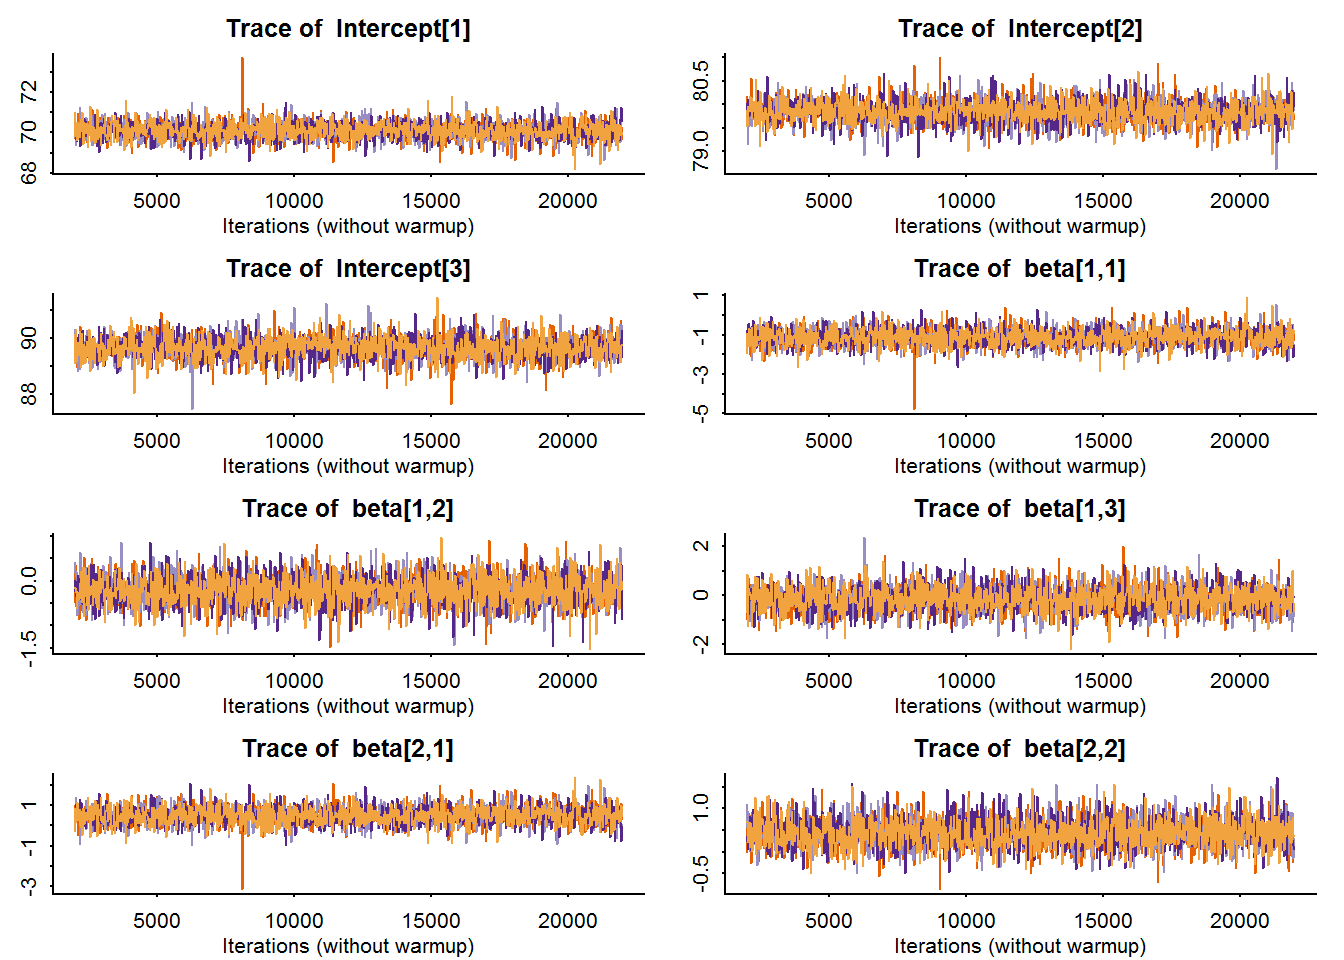 Trace of  Intercept[1]
72
70
68
5000 10000 15000 20000
Iterations (without warmup)
Trace of  Intercept[2]
80.5
79.0
5000 10000 15000 20000
Iterations (without warmup)
Trace of  Intercept[3]
90
88
5000 10000 15000 20000
Iterations (without warmup)
Trace of  beta[1,1]
1
-1
-3
-5
5000 10000 15000 20000
Iterations (without warmup)
Trace of  beta[1,2]
0.0
-1.5
5000 10000 15000 20000
Iterations (without warmup)
Trace of  beta[1,3]
2
0
-2
5000 10000 15000 20000
Iterations (without warmup)
Trace of  beta[2,1]
1
-1
-3
5000 10000 15000 20000
Iterations (without warmup)
Trace of  beta[2,2]
1.0
-0.5
5000 10000 15000 20000
Iterations (without warmup)